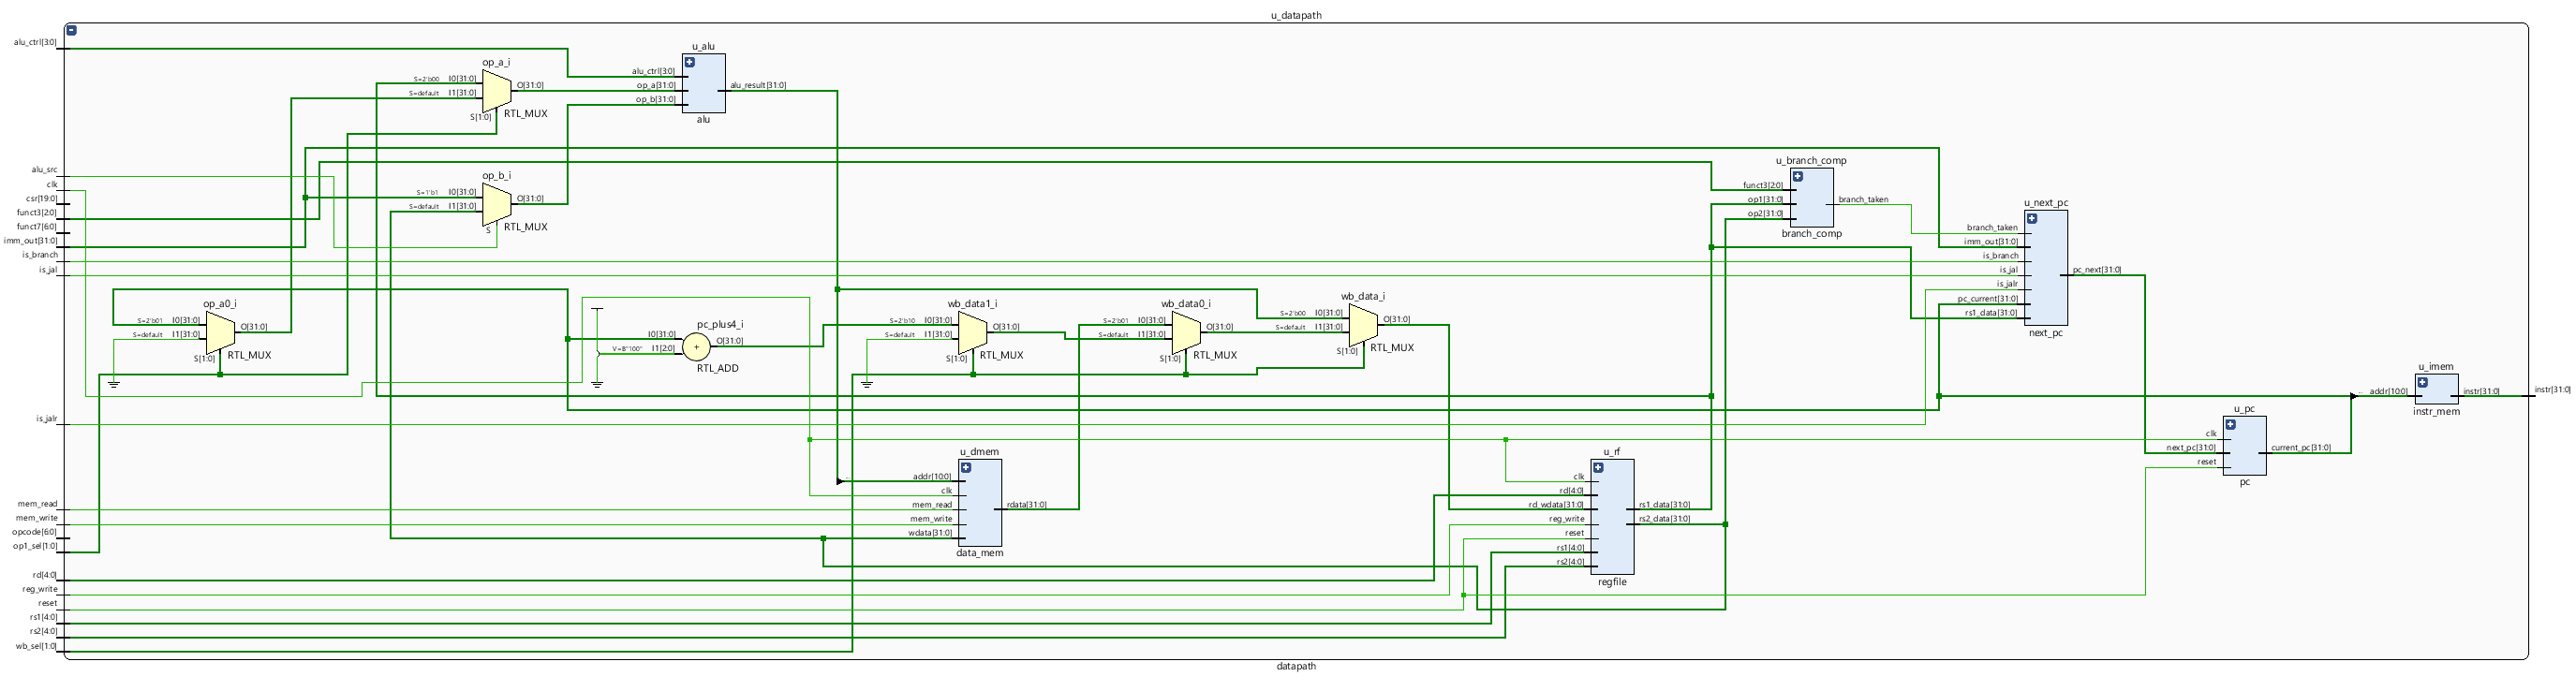 u_datapath
alu_ctrl[3:0]
alu_src
clk
csr[19:0]
funct3[2:0]
funct7[6:0]
imm_out[31:0]
is_branch
is_jal
is_jalr
mem_read
mem_write
opcode[6:0]
op1_sel[1:0]
rd[4:0]
reg_write
reset
rs1[4:0]
rs2[4:0]
wb_sel[1:0]
op_a_i
S=2'b00 I0[31:0]
S=default I1[31:0]
O[31:0]
S[1:0]
RTL_MUX
u_alu
alu_ctrl[3:0]
op_a[31:0]
op_b[31:0]
alu_result[31:0]
alu
op_b_i
S=1'b1 I0[31:0]
S=default I1[31:0]
O[31:0]
S
RTL_MUX
op_a0_i
S=2'b01 I0[31:0]
S=default I1[31:0]
O[31:0]
S[1:0]
RTL_MUX
pc_plus4_i
I0[31:0]
V=B"100" I1[2:0]
+
O[31:0]
RTL_ADD
wb_data1_i
S=2'b10 I0[31:0]
S=default I1[31:0]
O[31:0]
S[1:0]
RTL_MUX
wb_data0_i
S=2'b01 I0[31:0]
S=default I1[31:0]
O[31:0]
S[1:0]
RTL_MUX
wb_data_i
S=2'b00 I0[31:0]
S=default I1[31:0]
O[31:0]
S[1:0]
RTL_MUX
u_dmem
addr[10:0]
clk
mem_read
mem_write
wdata[31:0]
rdata[31:0]
data_mem
u_rf
clk
rd[4:0]
rd_wdata[31:0]
reg_write
reset
rs1[4:0]
rs2[4:0]
rs1_data[31:0]
rs2_data[31:0]
regfile
u_branch_comp
funct3[2:0]
op1[31:0]
op2[31:0]
branch_taken
branch_comp
u_next_pc
branch_taken
imm_out[31:0]
is_branch
is_jal
is_jalr
pc_current[31:0]
rs1_data[31:0]
pc_next[31:0]
next_pc
u_pc
clk
next_pc[31:0]
reset
current_pc[31:0]
pc
u_imem
addr[10:0]
instr[31:0]
instr_mem
instr[31:0]
datapath